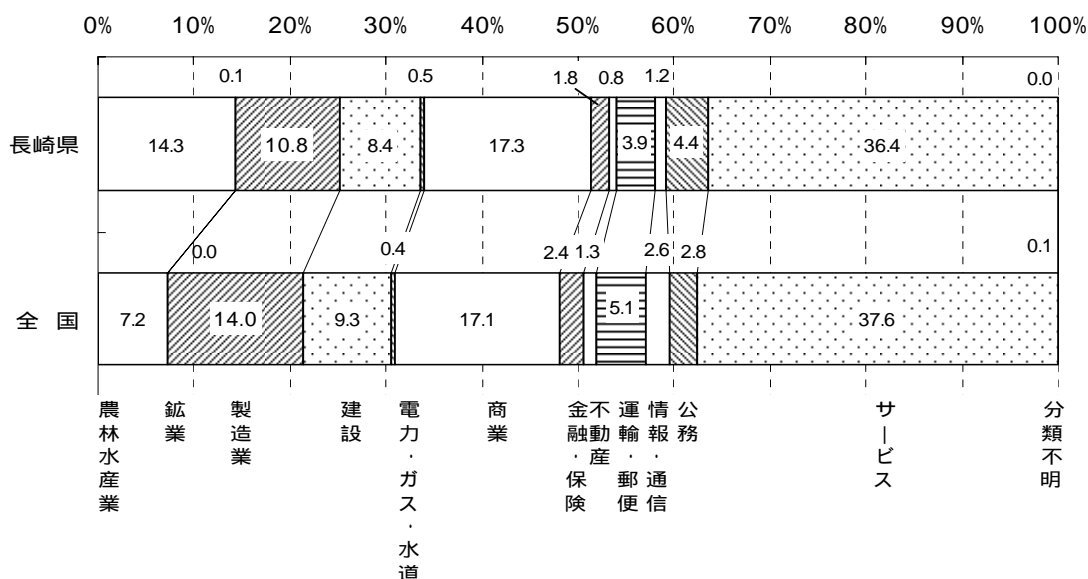 0% 10% 20% 30% 40% 50% 60% 70% 80% 90% 100%
0.1 0.5 1.8 0.8 1.2 0.0
長崎県 14.3 10.8 8.4 17.3 3.9 4.4 36.4
0.0 0.4 2.4 1.3 2.6 2.8 0.1
全国 7.2 14.0 9.3 17.1 5.1 37.6
農林水産業
鉱業
製造業
建設
電力・ガス・水道
商業
金融・保険
不動産
運輸・郵便
情報・通信
公務
サービス
分類不明